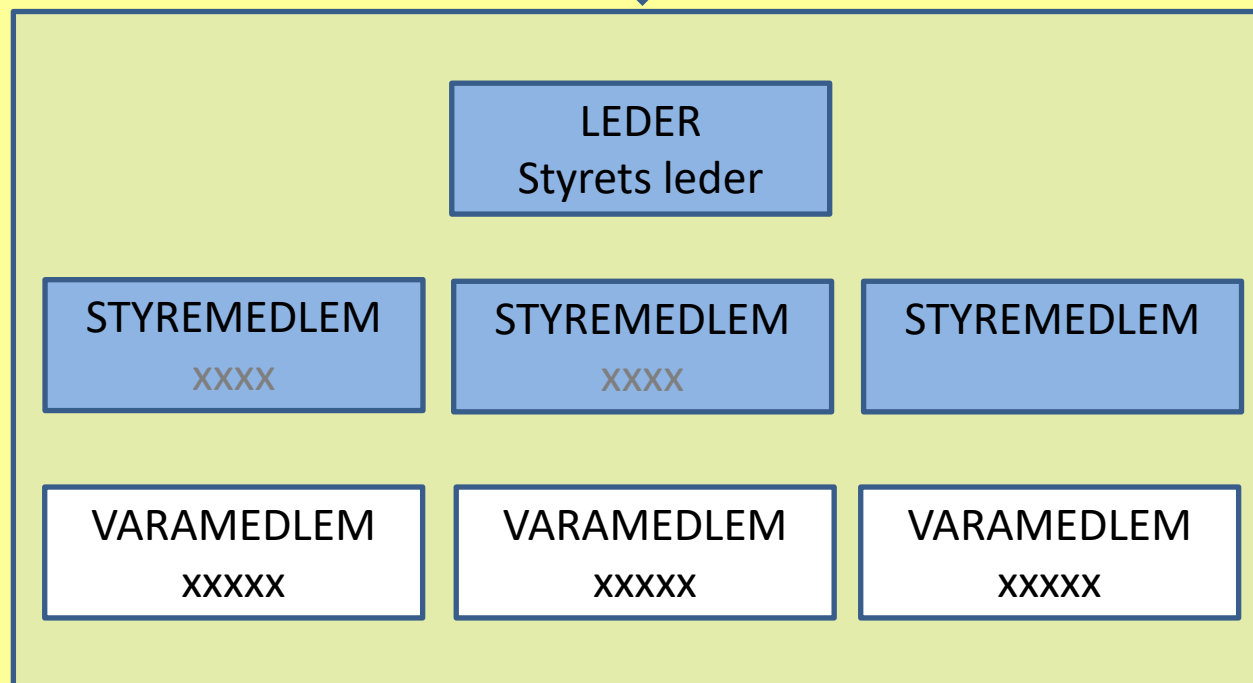 LEDER
Styrets leder
STYREMEDLEM
xxxx
STYREMEDLEM
xxxx
STYREMEDLEM
VARAMEDLEM
xxxxx
VARAMEDLEM
xxxxx
VARAMEDLEM
xxxxx